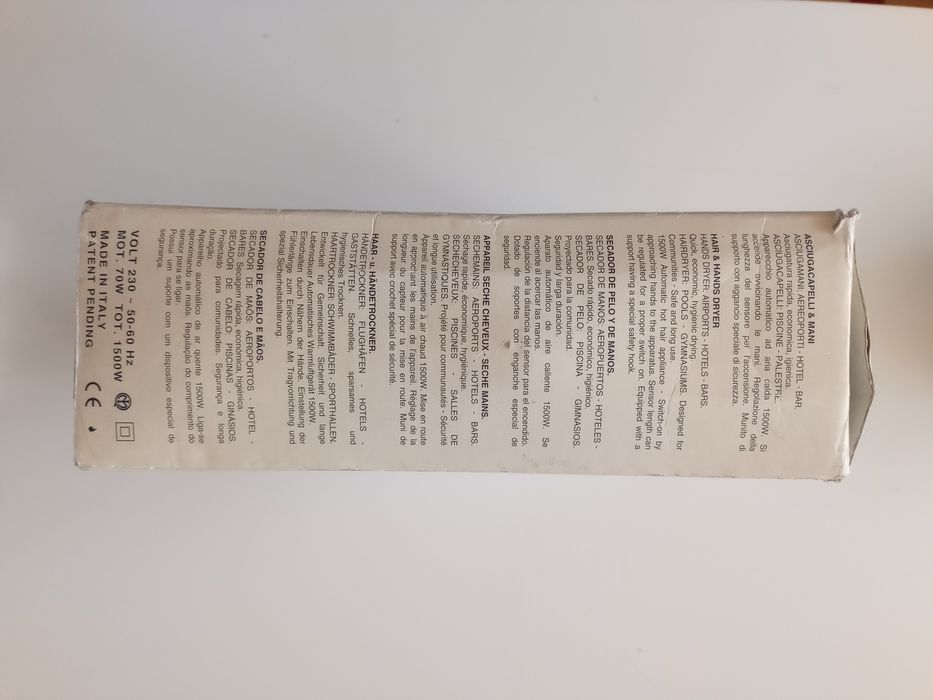 ASCIUGACAPELLI & MANI
ASCIUGAMANI: AEREOPORTI - HOTEL - BAR.
Asciugatura rapida, economica, igienica.
ASCIUGACAPELLI: PISCINE - PALESTRE.
Apparecchio automatico ad aria calda 1500W. Si
accende avvicinando le mani. Regolazione della
lunghezza del sensore per l'accensione. Munito di
supporto con aggancio speciale di sicurezza.
HAIR & HANDS DRYER
HANDS DRYER: AIRPORTS - HOTELS - BARS.
Quick, economic, hygienic drying.
HAIRDRYER: POOLS - GYMNASIUMS. Designed for
Communities - Safe and long use.
1500W Automatic hot hair appliance - Switch-on by
approaching hands to the apparatus. Sensor length can
be regulated for a proper switch on. Equipped with a
support having a special safety hook.
SECADOR DE PELO Y DE MANOS.
SECADOR DE MANOS: AEROPUERTOS - HOTELES -
BARES. Secado rápido, económico, higiénico.
SECADOR DE PELO: PISCINA - GIMNASIOS.
Proyectado para la comunidad.
Seguridad y larga duración.
Aparado automático de aire caliente 1500W. Se
enciende al acercar las manos.
Regulación de la distancia del sensor para el encendido.
Dotado de soportes con enganche especial de
seguridad.
APPAREIL SECHE CHEVEUX - SECHE MAINS.
SECHEMAINS: AEROPORTS - HOTELS - BARS.
Séchage rapide, économique, hygiénique.
SECHECHEVEUX: PISCINES - SALLES DE
GYMNASTIQUES. Projété pour communautés - Sécurité
et longue utilisation.
Appareil automatique à air chaud 1500W. Mise en route
en approchant les mains de l'appareil. Réglage de la
longueur du capteur pour la mise en route. Muni de
support avec crochet spécial de sécurité.
HAAR- u. HÄNDETROCKNER.
HÄNDETROCKNER: FLUGHÄFEN - HOTELS -
GASTSTÄTTEN. Schnelles, sparsames und
hygienisches Trocknen.
HAARTROCKNER: SCHWIMMBÄDER - SPORTHALLEN.
Entwickelt für Gemeinschaft. Sicherheit und lange
Lebensdauer Automatisches Warmluftgerät 1500W.
Einschalten durch Nähern der Hände Einstellung der
Fühlerlänge zum Einschalten. Mit Tragvorrichtung und
spezial Sicherheitshalterung.
SECADOR DE CABELO E MÃOS.
SECADOR DE MÃOS: AEROPORTOS - HOTEL -
BARES. Secagem rápida, económica, higiénica.
SECADOR DE CABELO: PISCINAS - GINÁSIOS.
Projectado para comunidades. Segurança e longa
duração.
Aparelho automático da ar quente 1500W. Liga-se
aproximando as mãos Regulação do comprimento do
sensor para se ligar.
Possui um suporte com um dispositivo especial de
segurança.
VOLT 230 ~ 50-60 Hz
MOT. 70W TOT. 1500W
MADE IN ITALY CE
PATENT PENDING